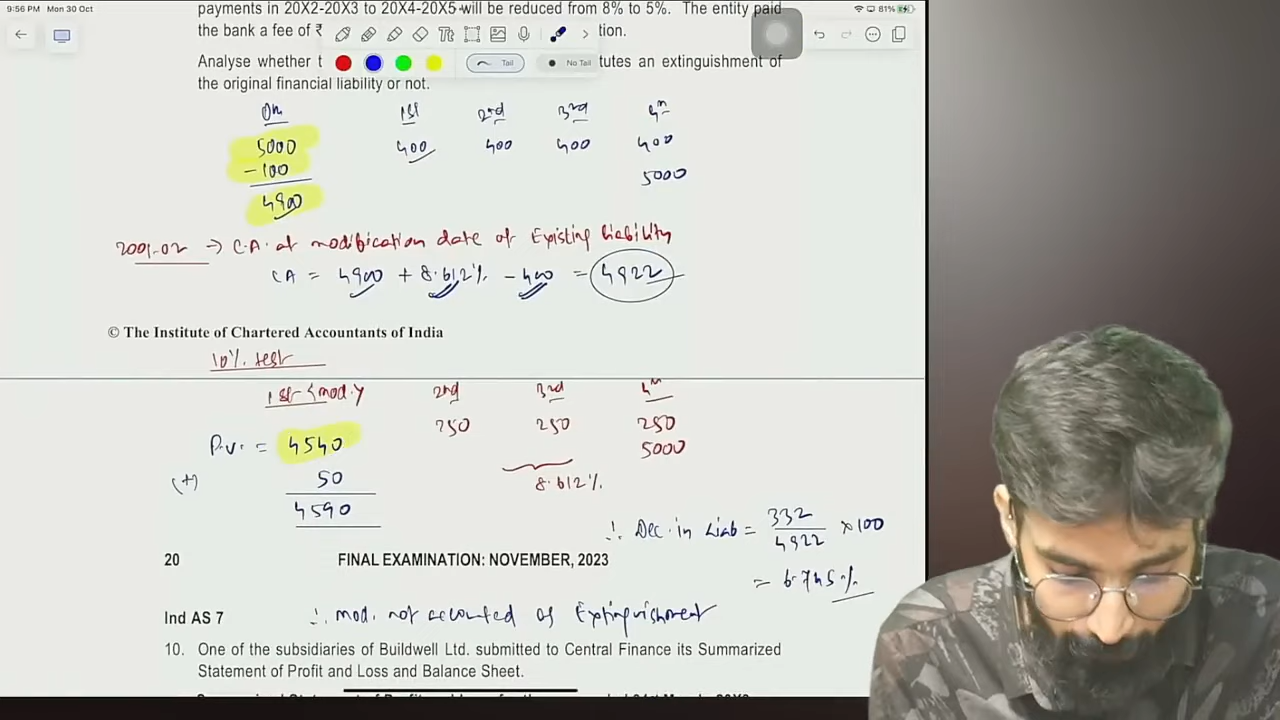 9:56 PM Mon 30 Oct
81%
payments in 20X2-20X3 to 20X4-20X5 will be reduced from 8% to 5%. The entity paid
the bank a fee of ₹ tion.
Tail No Tail
Analyse whether t tutes an extinguishment of
the original financial liability or not.
0th 1st 2nd 3rd 4th
5000 400 400 400 400
-100 5000
4900
2001-02 → C.A. at modification date of Existing liability
CA = 4900 + 8.612% - 400 = 4922
© The Institute of Chartered Accountants of India
10% test
1st 2nd 3rd 4th
250 250 250
P.V. = 4540 5000
(+) 50 8.612%
4590
∴ Dec. in Liab = 332/4922 ×100
20 FINAL EXAMINATION: NOVEMBER, 2023
= 6.745%
Ind AS 7 ∴ mod. not accounted as Extinguishment
10. One of the subsidiaries of Buildwell Ltd. submitted to Central Finance its Summarized
Statement of Profit and Loss and Balance Sheet.